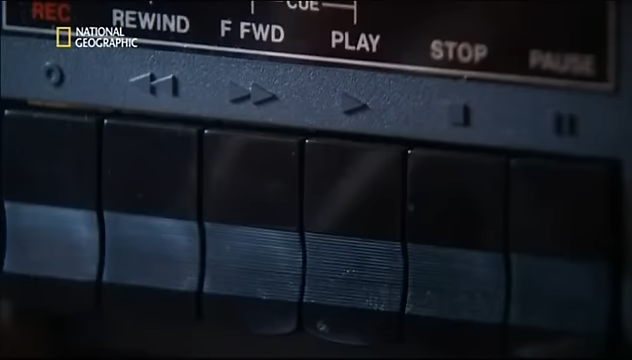 CUE
REC
REWIND
F FWD
PLAY
STOP
PAUSE
NATIONAL
GEOGRAPHIC